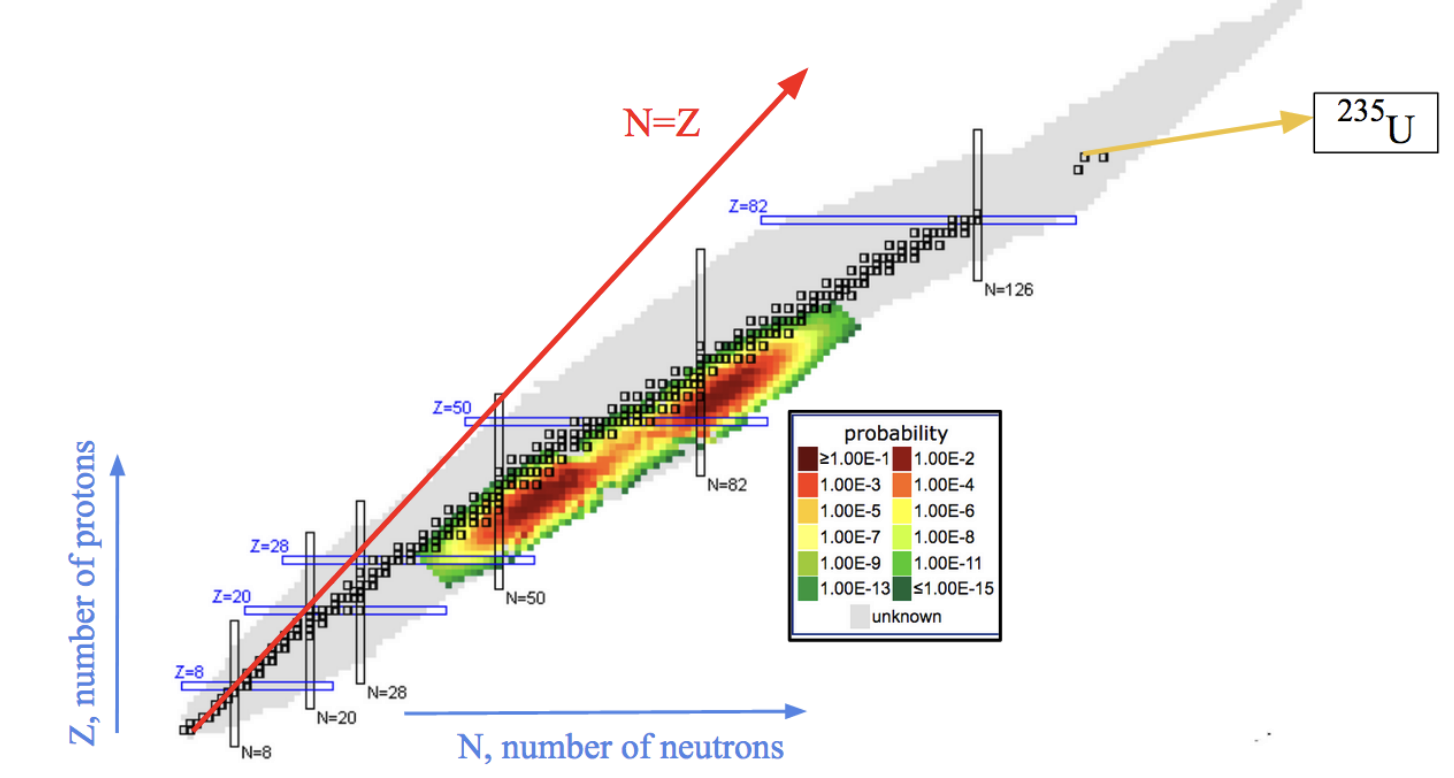 N=Z
235U
Z=82
N=126
Z=50
N=82
probability
≥1.00E-1 1.00E-2
1.00E-3 1.00E-4
1.00E-5 1.00E-6
1.00E-7 1.00E-8
1.00E-9 1.00E-11
1.00E-13 ≤1.00E-15
unknown
Z=28
N=50
Z=20
N=28
Z=8
N=20
N=8
Z, number of protons
N, number of neutrons